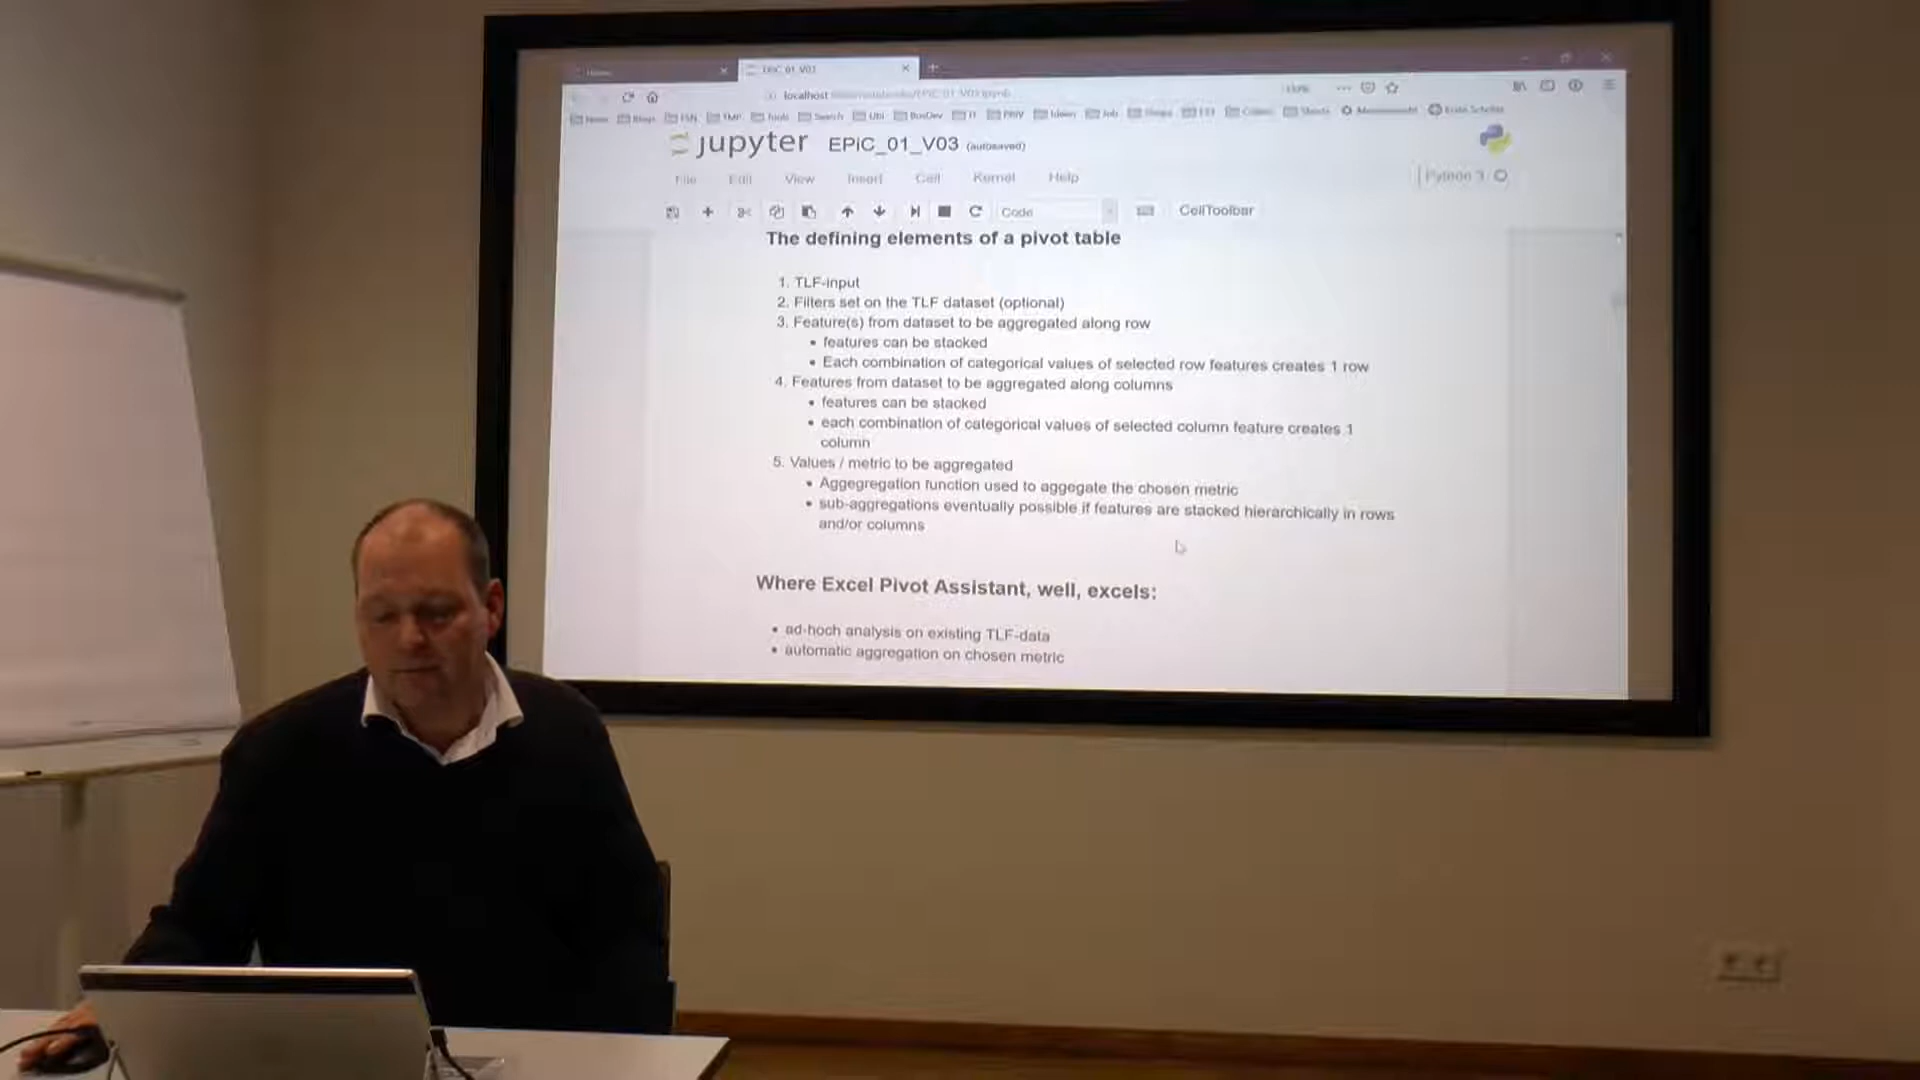 EPiC_01_V03
localhost
Search
jupyter EPiC_01_V03 (autosaved)
File Edit View Insert Cell Kernel Help
Python 3
Code CellToolbar
The defining elements of a pivot table
1. TLF-input
2. Filters set on the TLF dataset (optional)
3. Feature(s) from dataset to be aggregated along row
• features can be stacked
• Each combination of categorical values of selected row features creates 1 row
4. Features from dataset to be aggregated along columns
• features can be stacked
• each combination of categorical values of selected column feature creates 1
column
5. Values / metric to be aggregated
• Aggegregation function used to aggegate the chosen metric
• sub-aggregations eventually possible if features are stacked hierarchically in rows
and/or columns
Where Excel Pivot Assistant, well, excels:
• ad-hoch analysis on existing TLF-data
• automatic aggregation on chosen metric